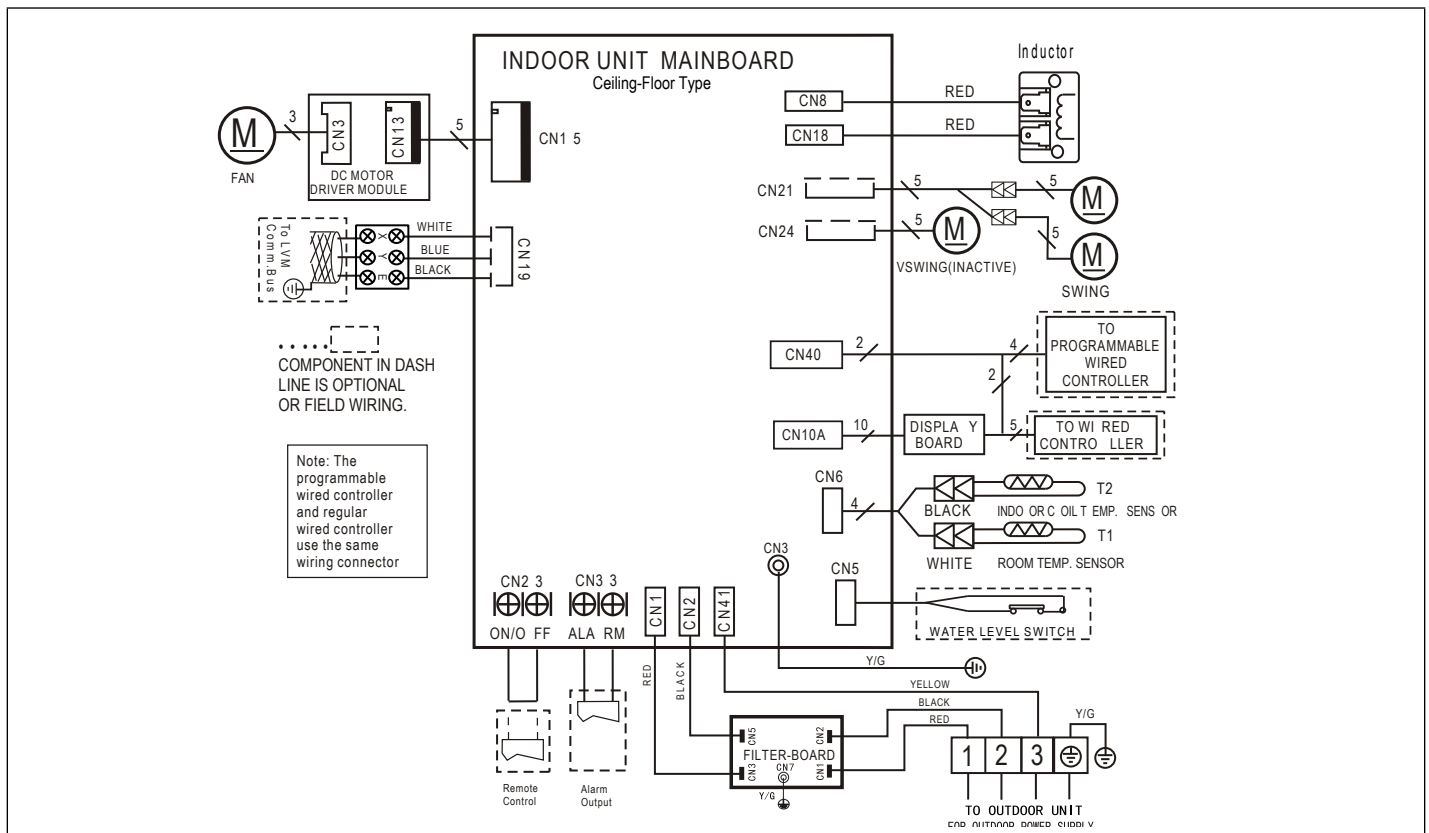 INDOOR UNIT MAINBOARD
Ceiling-Floor Type
Inductor
CN8
RED
CN18
RED
M
FAN
3
CN3
CN13
5
CN1 5
DC MOTOR
DRIVER MODULE
CN21
5
5
M
CN24
5
M
5
M
VSWING(INACTIVE)
SWING
To LVM
Comm.Bus
X
Y
E
WHITE
BLUE
BLACK
CN19
COMPONENT IN DASH
LINE IS OPTIONAL
OR FIELD WIRING.
CN40
2
4
2
TO
PROGRAMMABLE
WIRED
CONTROLLER
CN10A
10
DISPLA Y
BOARD
5
TO WI RED
CONTRO LLER
Note: The
programmable
wired controller
and regular
wired controller
use the same
wiring connector
CN6
4
BLACK
T2
INDO OR C OIL T EMP. SENS OR
WHITE
T1
ROOM TEMP. SENSOR
CN3
CN5
WATER LEVEL SWITCH
CN2 3
CN3 3
CN1
CN2
CN41
ON/O FF
ALA RM
RED
BLACK
Y/G
YELLOW
BLACK
RED
Y/G
CN5
CN2
FILTER-BOARD
CN3
CN7
CN1
Y/G
1
2
3
Remote
Control
Alarm
Output
TO OUTDOOR UNIT
FOR OUTDOOR POWER SUPPLY